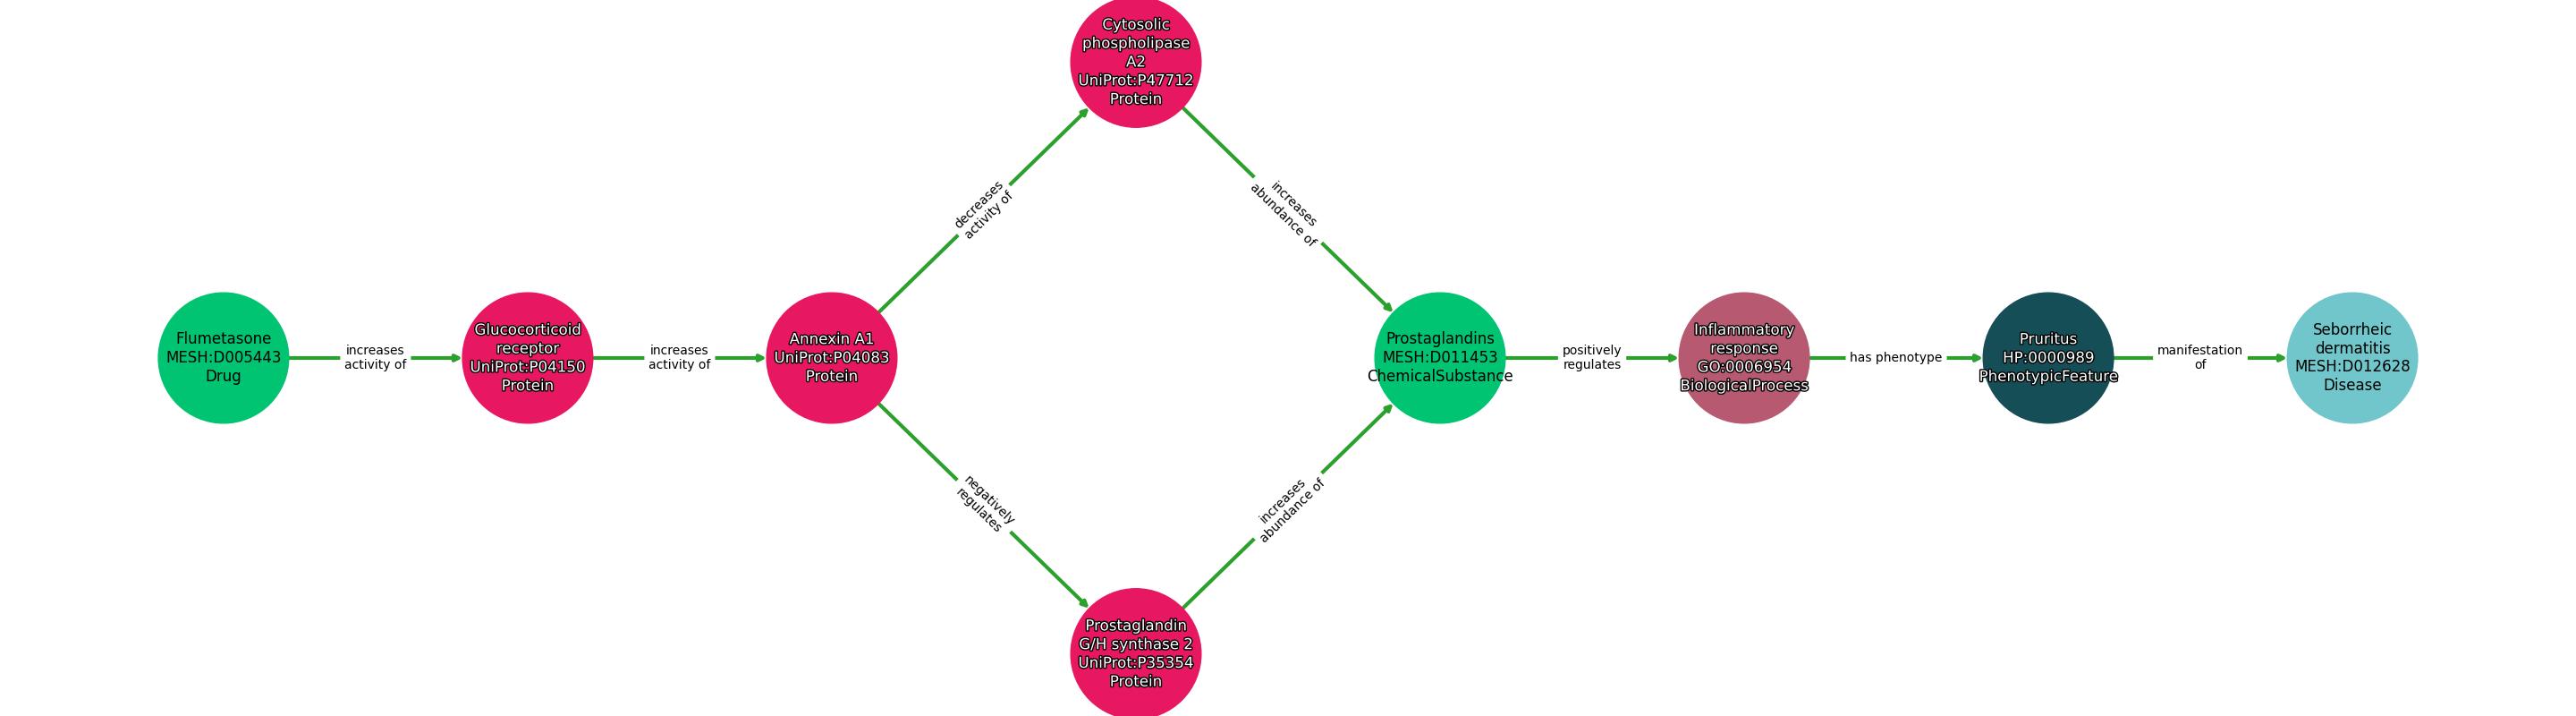 Cytosolic
phospholipase
A2
UniProt:P47712
Protein
decreases
activity of
increases
abundance of
Flumetasone
MESH:D005443
Drug
increases
activity of
Glucocorticoid
receptor
UniProt:P04150
Protein
increases
activity of
Annexin A1
UniProt:P04083
Protein
Prostaglandins
MESH:D011453
ChemicalSubstance
positively
regulates
Inflammatory
response
GO:0006954
BiologicalProcess
has phenotype
Pruritus
HP:0000989
PhenotypicFeature
manifestation
of
Seborrheic
dermatitis
MESH:D012628
Disease
negatively
regulates
increases
abundance of
Prostaglandin
G/H synthase 2
UniProt:P35354
Protein